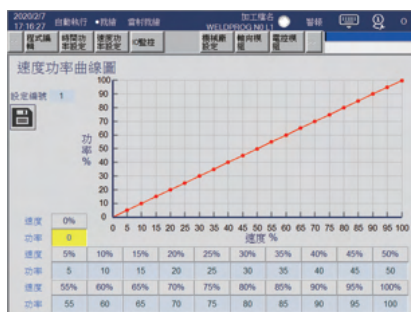 2020/2/7
17:16:27
自動執行 •我線 雷射我線
加工檔名
WELDPROG.NO L1
警報
程式編輯 時間功率設定 速度功率設定 IO監控
機械廠設定 軸向模組 電控模組
速度功率曲線圖
設定編號 1
功率 %
100
90
80
70
60
50
40
30
20
10
0
0 5 10 15 20 25 30 35 40 45 50 55 60 65 70 75 80 85 90 95 100
速度 %
速度 0%
功率 0
速度 5% 10% 15% 20% 25% 30% 35% 40% 45% 50%
功率 5 10 15 20 25 30 35 40 45 50
速度 55% 60% 65% 70% 75% 80% 85% 90% 95% 100%
功率 55 60 65 70 75 80 85 90 95 100